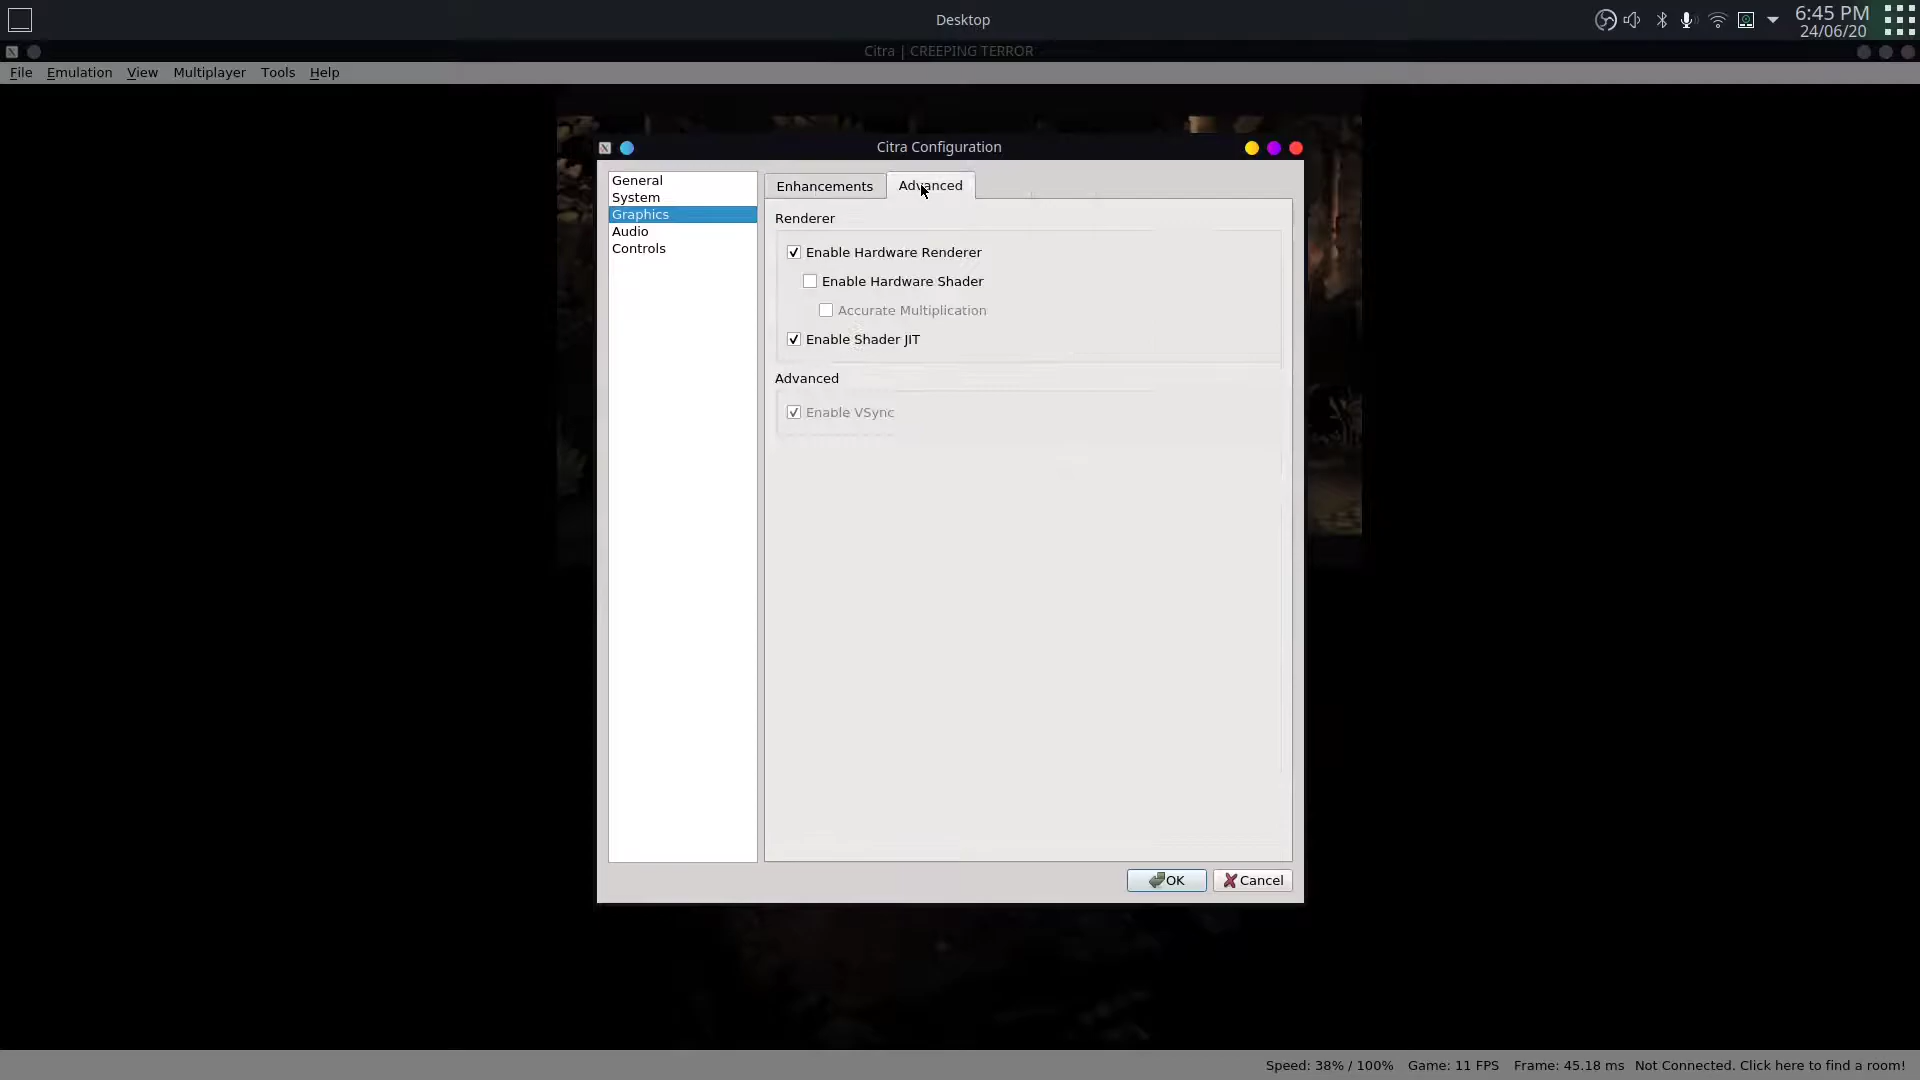 Desktop
6:45 PM
24/06/20
Citra | CREEPING TERROR
File Emulation View Multiplayer Tools Help
Citra Configuration
General
System
Graphics
Audio
Controls
Enhancements Advanced
Renderer
Enable Hardware Renderer
Enable Hardware Shader
Accurate Multiplication
Enable Shader JIT
Advanced
Enable VSync
OK Cancel
Speed: 38% / 100% Game: 11 FPS Frame: 45.18 ms Not Connected. Click here to find a room!